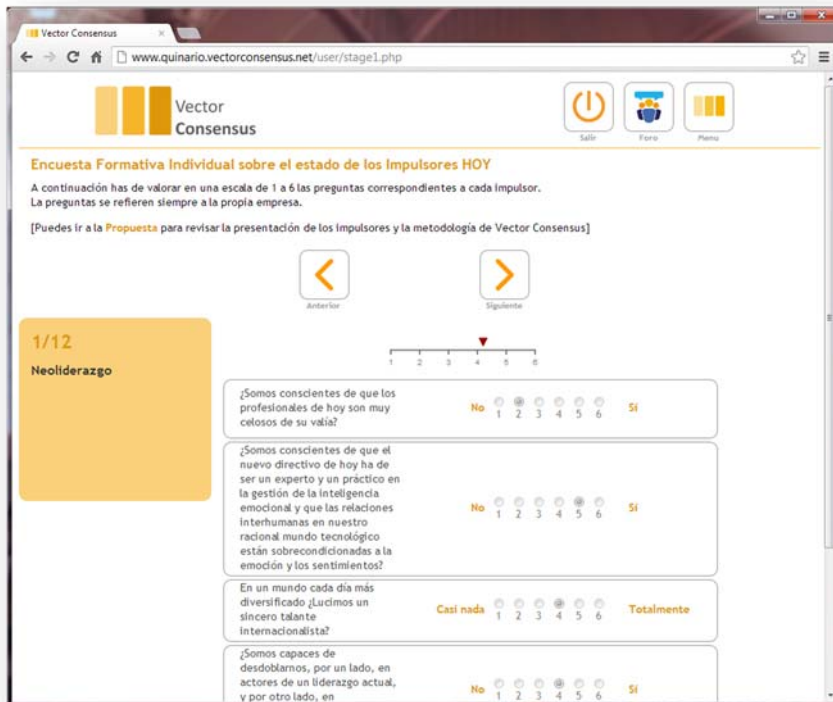 Vector Consensus
www.quinario.vectorconsensus.net/user/stage1.php
Vector
Consensus
Salir
Foro
Menu
Encuesta Formativa Individual sobre el estado de los Impulsores HOY
A continuación has de valorar en una escala de 1 a 6 las preguntas correspondientes a cada impulsor.
La preguntas se refieren siempre a la propia empresa.
[Puedes ir a la Propuesta para revisar la presentación de los impulsores y la metodología de Vector Consensus]
Anterior
Siguiente
1/12
Neoliderazgo
1 2 3 4 5 6
¿Somos conscientes de que los
profesionales de hoy son muy
celosos de su valía?
No
1 2 3 4 5 6
Sí
¿Somos conscientes de que el
nuevo directivo de hoy ha de
ser un experto y un práctico en
la gestión de la inteligencia
emocional y que las relaciones
interhumanas en nuestro
racional mundo tecnológico
están sobrecondicionadas a la
emoción y los sentimientos?
No
1 2 3 4 5 6
Sí
En un mundo cada día más
diversificado ¿Lucimos un
sincero talante
internacionalista?
Casi nada
1 2 3 4 5 6
Totalmente
¿Somos capaces de
desdoblarnos, por un lado, en
actores de un liderazgo actual,
y por otro lado, en
No
1 2 3 4 5 6
Sí